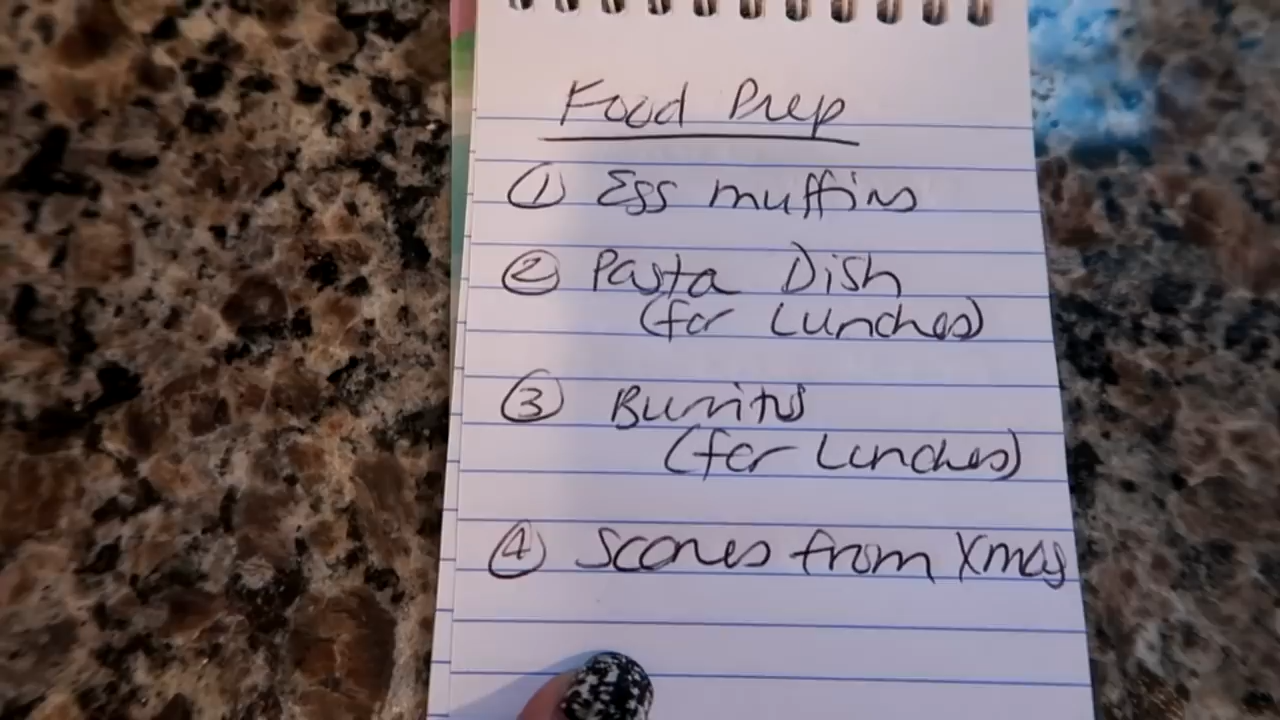 Food Prep
① Egg muffins
② Pasta Dish
(for Lunches)
③ Burritos
(for Lunches)
④ Scones from Xmas